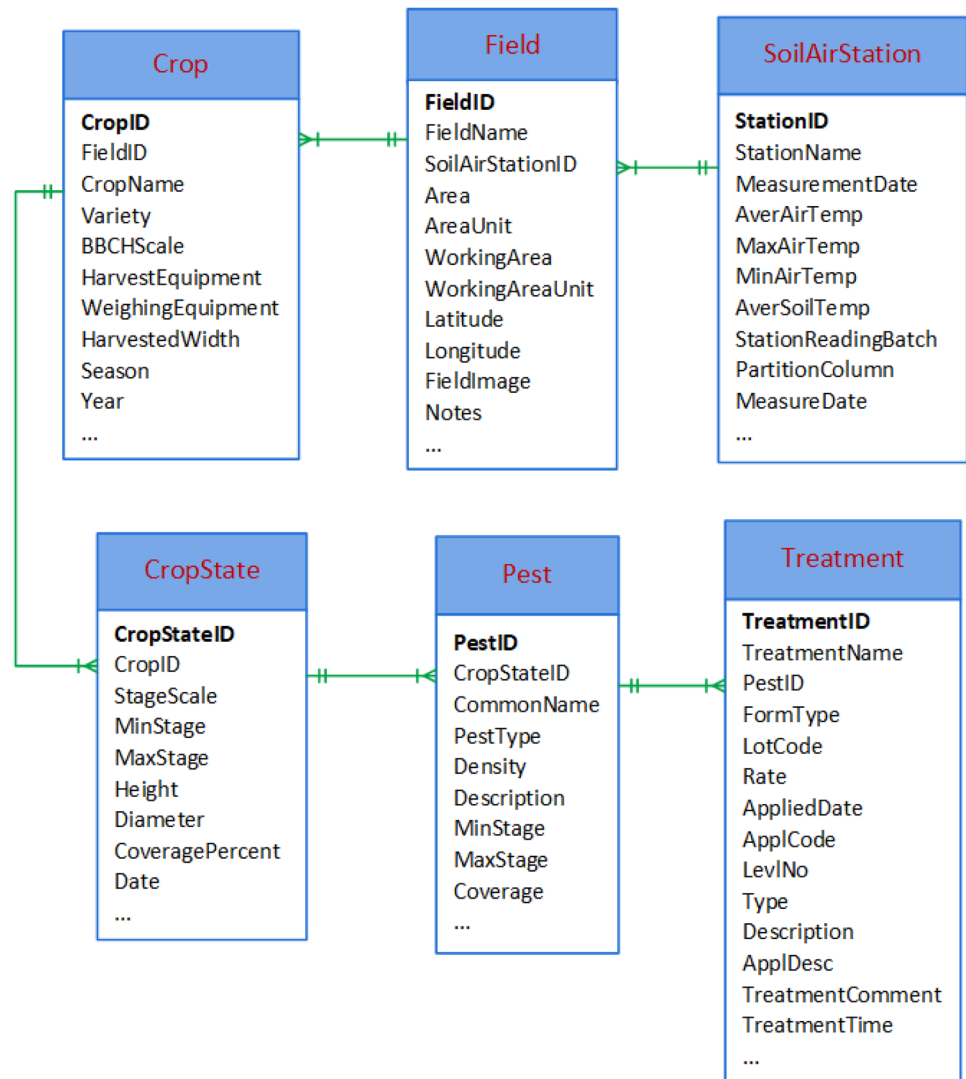 Crop
CropID
FieldID
CropName
Variety
BBCHScale
HarvestEquipment
WeighingEquipment
HarvestedWidth
Season
Year
...
Field
FieldID
FieldName
SoilAirStationID
Area
AreaUnit
WorkingArea
WorkingAreaUnit
Latitude
Longitude
FieldImage
Notes
...
SoilAirStation
StationID
StationName
MeasurementDate
AverAirTemp
MaxAirTemp
MinAirTemp
AverSoilTemp
StationReadingBatch
PartitionColumn
MeasureDate
...
CropState
CropStateID
CropID
StageScale
MinStage
MaxStage
Height
Diameter
CoveragePercent
Date
...
Pest
PestID
CropStateID
CommonName
PestType
Density
Description
MinStage
MaxStage
Coverage
...
Treatment
TreatmentID
TreatmentName
PestID
FormType
LotCode
Rate
AppliedDate
ApplCode
LevlNo
Type
Description
ApplDesc
TreatmentComment
TreatmentTime
...